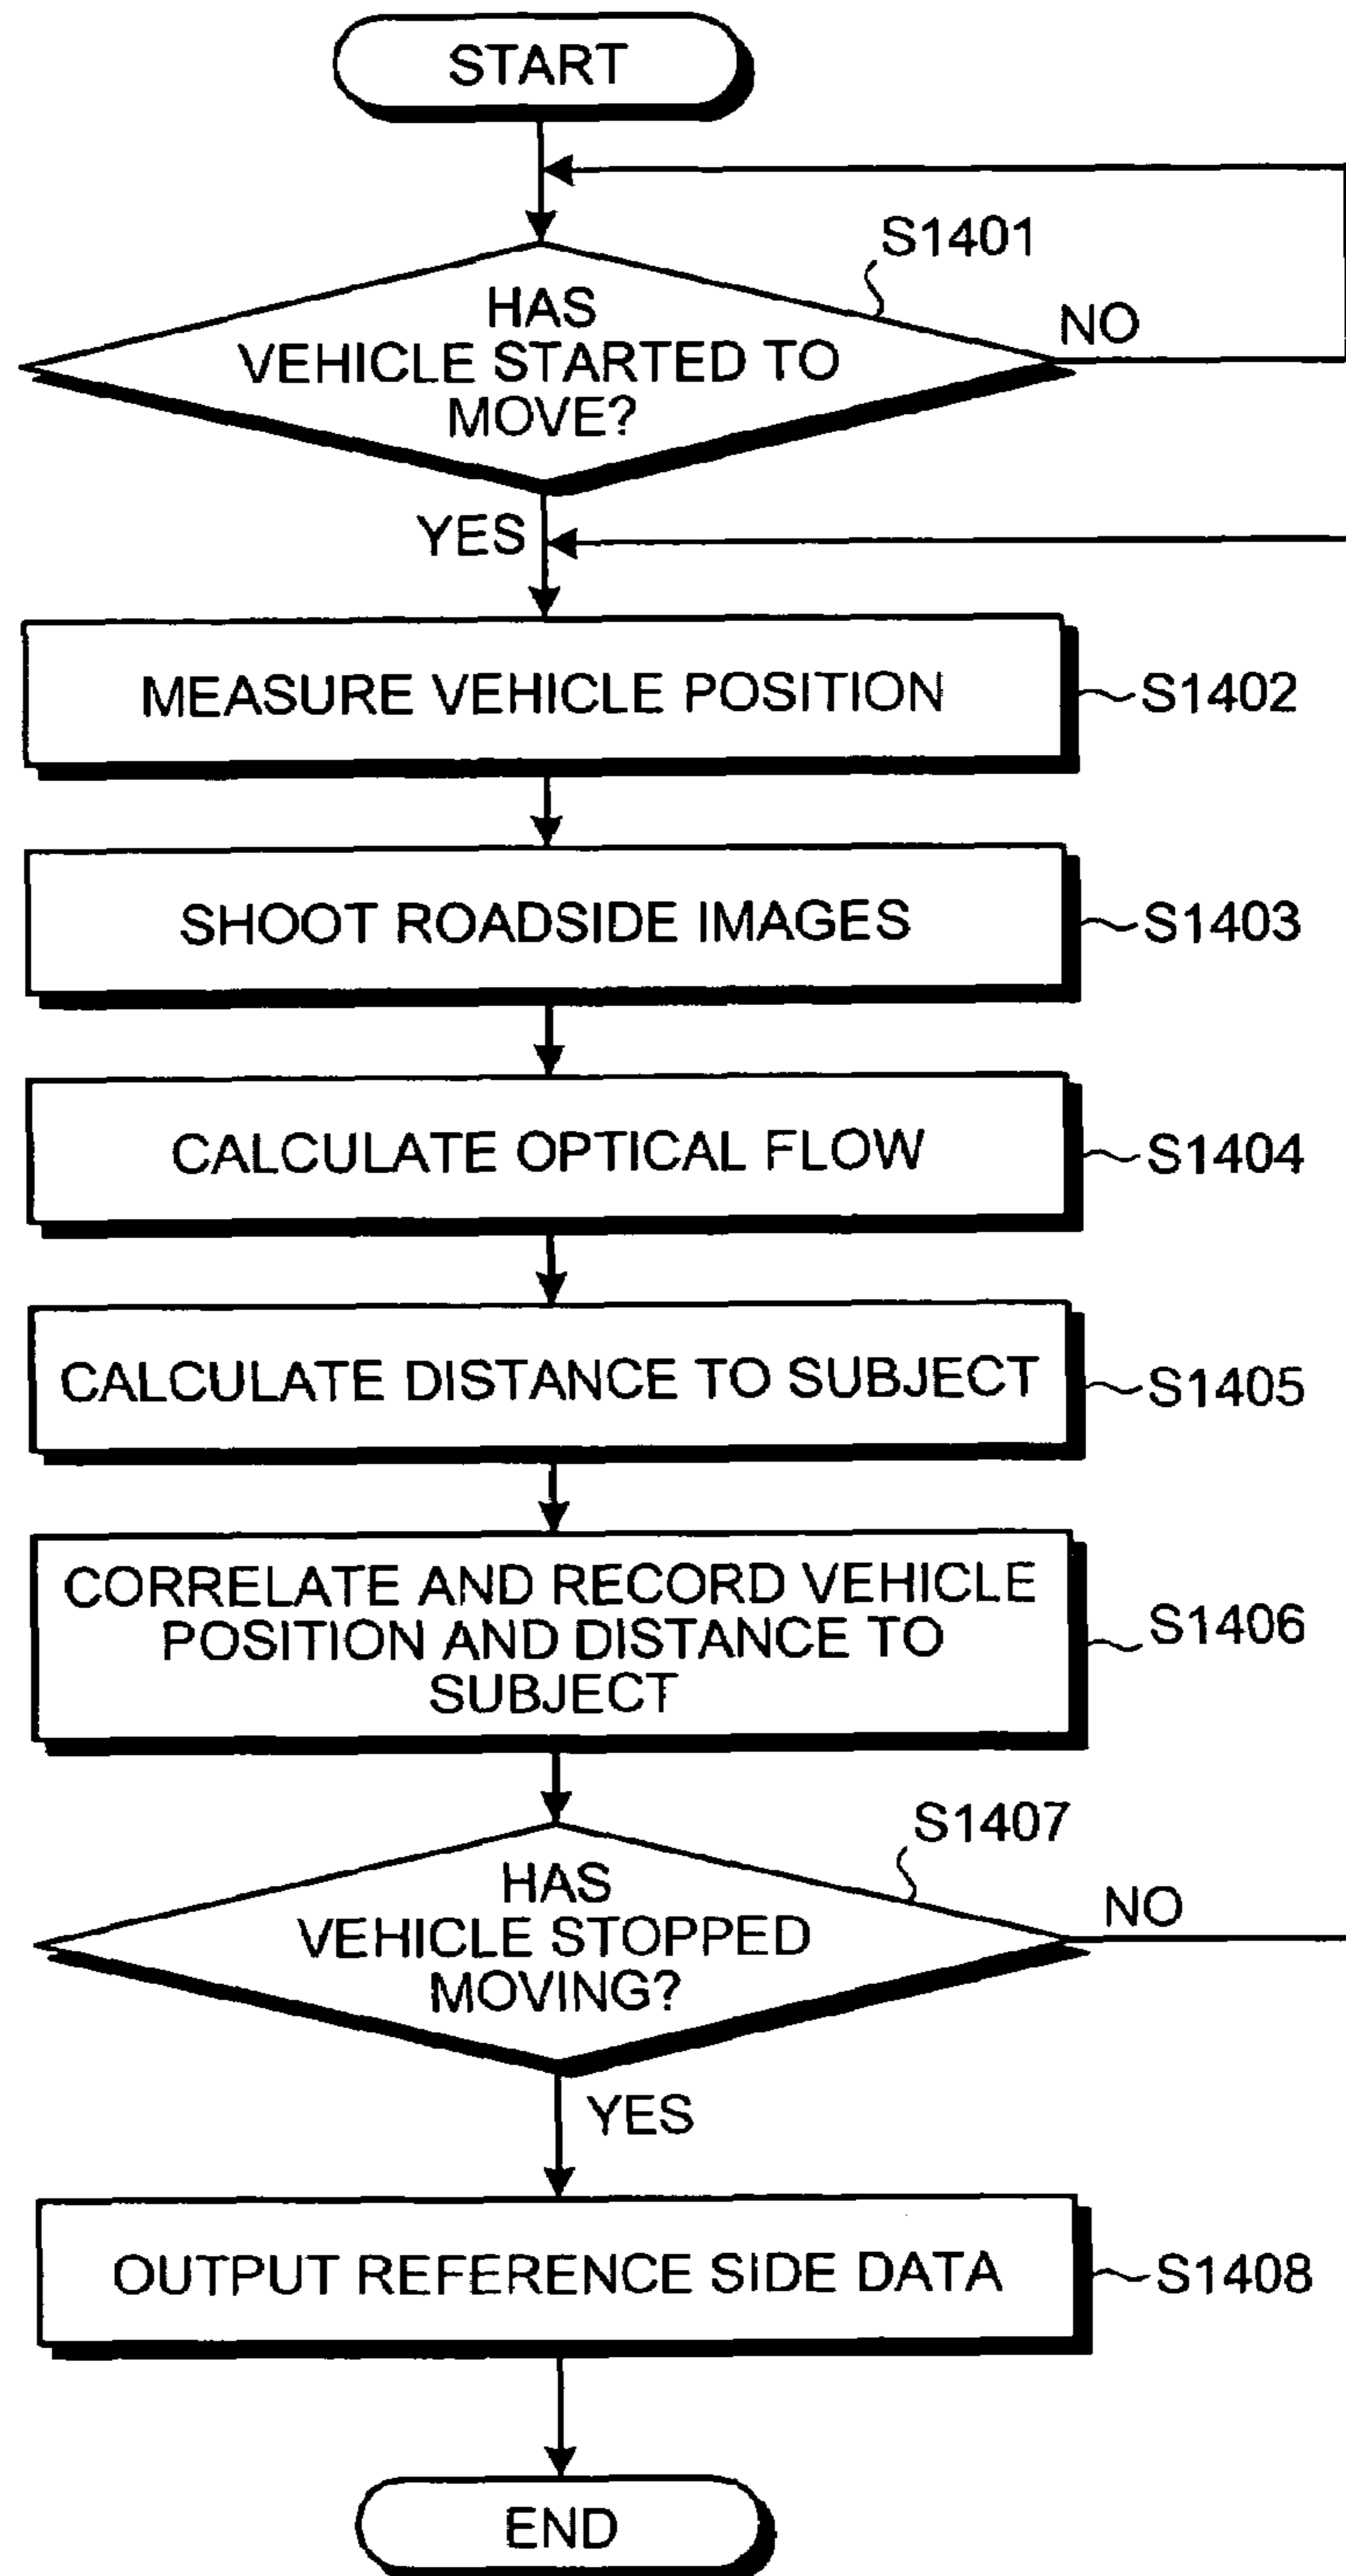 START
S1401
HAS
VEHICLE STARTED TO
MOVE?
NO
YES
MEASURE VEHICLE POSITION
S1402
SHOOT ROADSIDE IMAGES
S1403
CALCULATE OPTICAL FLOW
S1404
CALCULATE DISTANCE TO SUBJECT
S1405
CORRELATE AND RECORD VEHICLE
POSITION AND DISTANCE TO
SUBJECT
S1406
S1407
HAS
VEHICLE STOPPED
MOVING?
NO
YES
OUTPUT REFERENCE SIDE DATA
S1408
END